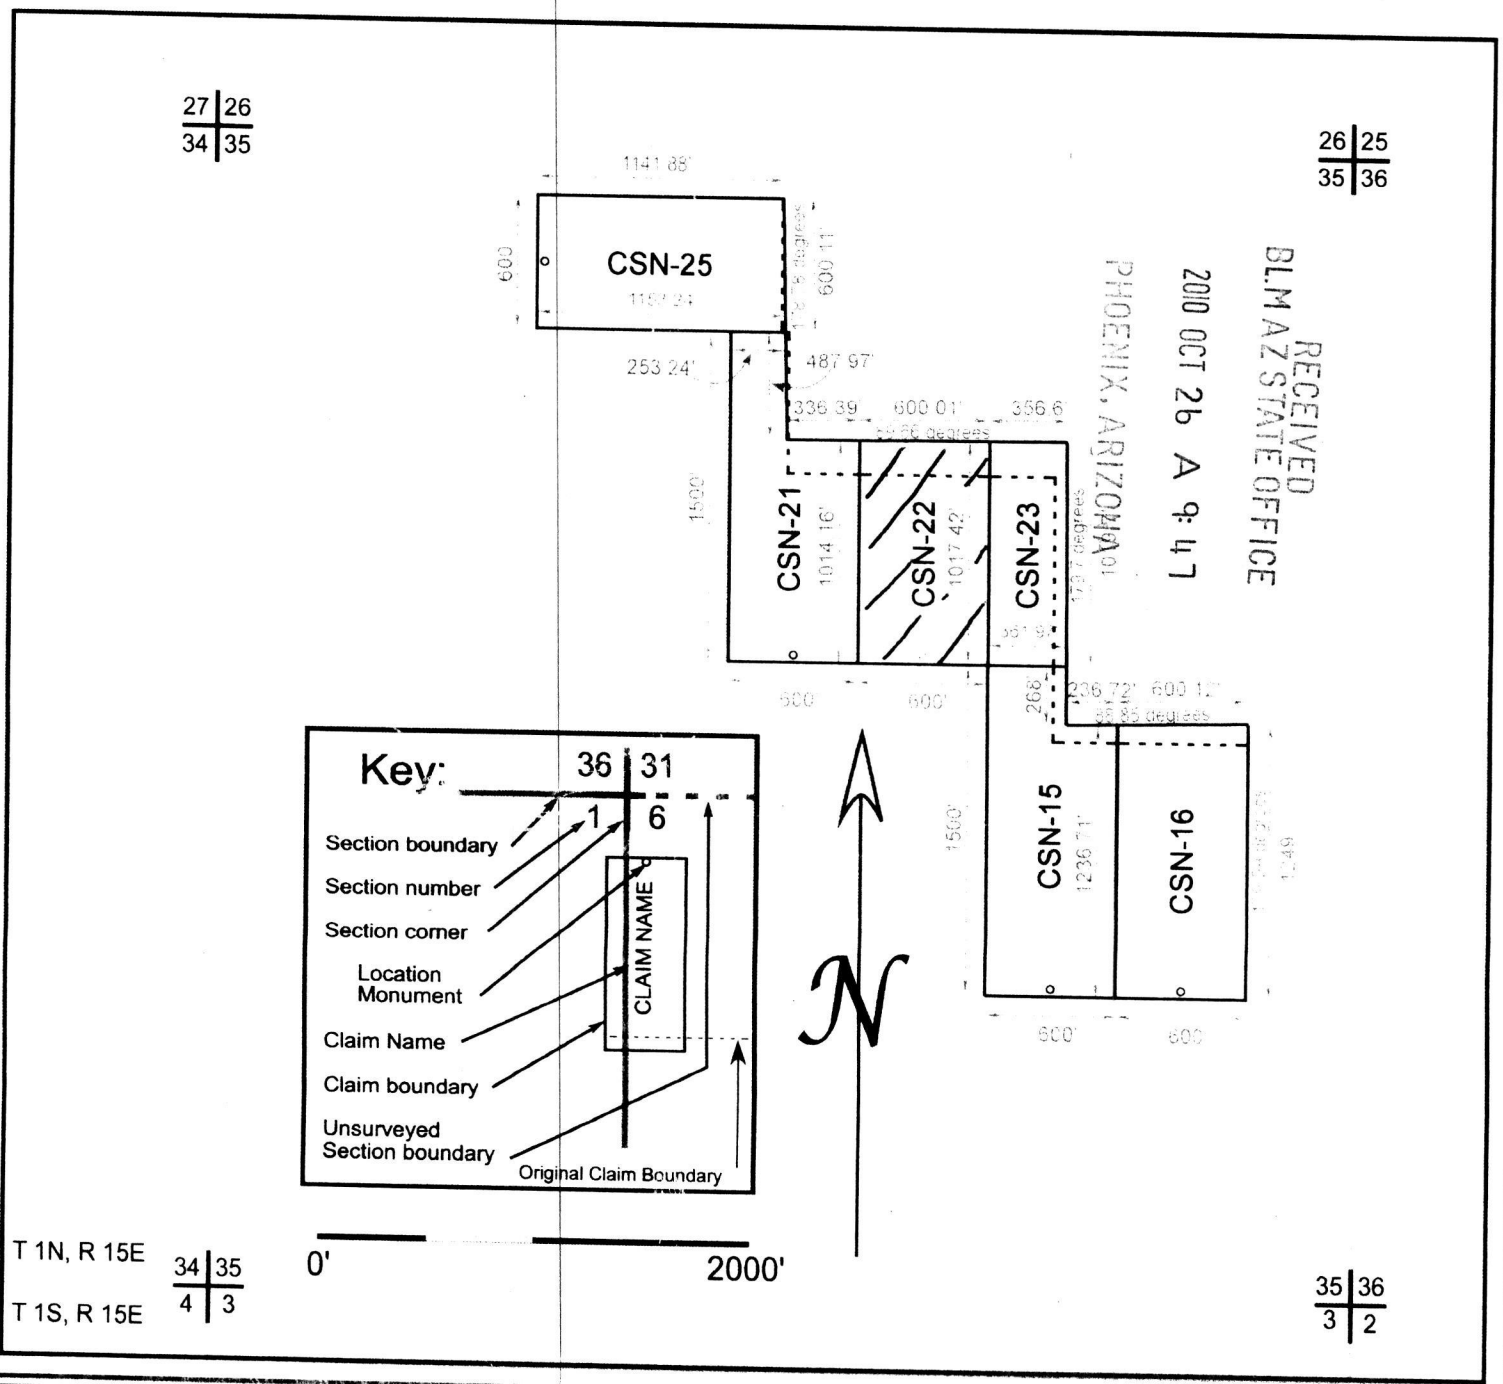 27 26
34 35
26 25
35 36
1141.88'
600
CSN-25
1157.24
600.11'
253.24'
487.97'
336.39'
600.01'
356.6'
1500'
CSN-21
1014.16'
CSN-22
1017.42'
CSN-23
600'
600'
268'
236.72'
600.12'
1500'
CSN-15
1236.71'
CSN-16
1249
600'
600
RECEIVED
BLM AZ STATE OFFICE
2010 OCT 26 A 9:47
PHOENIX, ARIZONA
Key:
36 31
1 6
Section boundary
Section number
Section corner
Location
Monument
Claim Name
Claim boundary
Unsurveyed
Section boundary
CLAIM NAME
Original Claim Boundary
N
0'
2000'
T 1N, R 15E
34 35
4 3
T 1S, R 15E
35 36
3 2